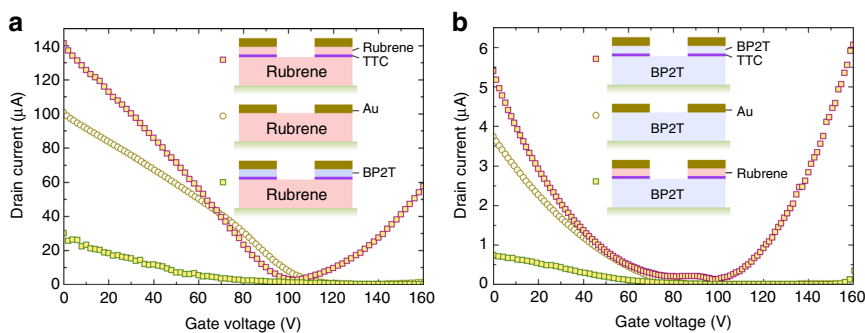 a
Drain current (μA)
140
120
100
80
60
40
20
0
0 20 40 60 80 100 120 140 160
Gate voltage (V)
Rubrene
TTC
Rubrene
Au
Rubrene
BP2T
Rubrene
b
Drain current (μA)
6
5
4
3
2
1
0
0 20 40 60 80 100 120 140 160
Gate voltage (V)
BP2T
TTC
BP2T
Au
BP2T
Rubrene
BP2T